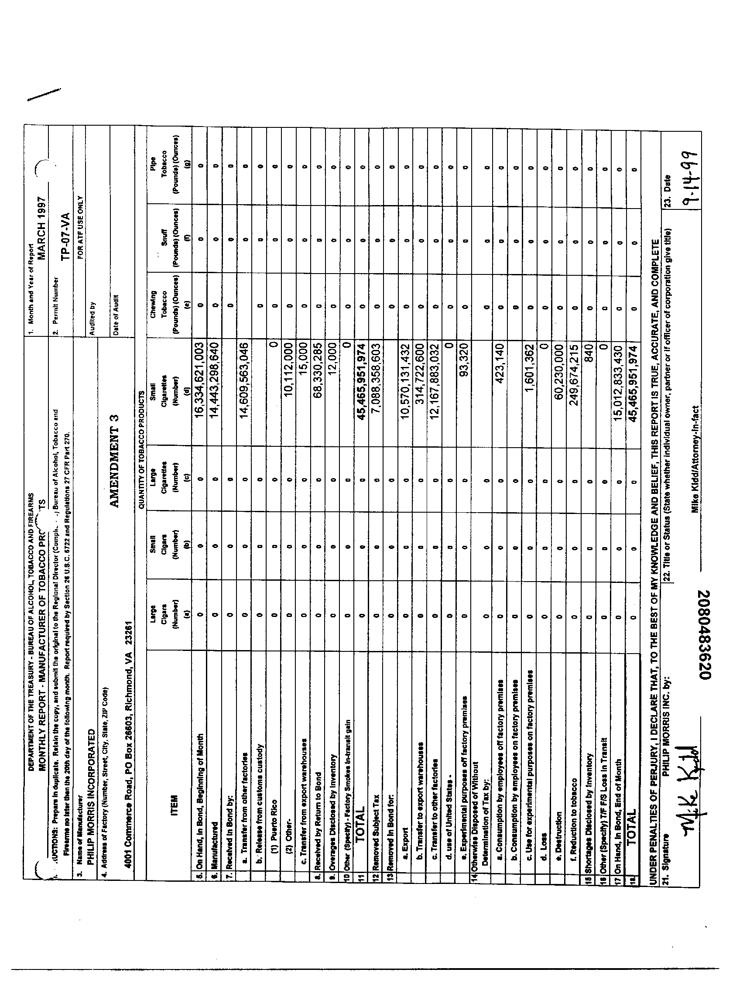 DEPARTMENT OF THE TREASURY - BUREAU OF ALCOHOL, TOBACCO AND FIREARMS
MONTHLY REPORT - MANUFACTURER OF TOBACCO PRO TS
1. Month and Year of Report
MARCH 1997
UCTIONS: Prepare in duplicate. Retain the copy, and submit the original to the Regional Director (Compli. Bureau of Alcohol, Tobacco and
Firearms no later than the 20th day of the following month. Report required by Section 26 U.S.C. 5722 and Regulations 27 CFR Part 270.
2. Permit Number
TP-07-VA
3. Name of Manufacturer
PHILIP MORRIS INCORPORATED
FOR ATF USE ONLY
Audited by
4. Address of Factory (Number, Street, City, State, ZIP Code)
4001 Commerce Road, PO Box 26603, Richmond, VA 23261
AMENDMENT 3
Date of Audit
QUANTITY OF TOBACCO PRODUCTS
ITEM
Large Cigars (Number) (a)
Small Cigars (Number) (b)
Large Cigarettes (Number) (c)
Small Cigarettes (Number) (d)
Chewing Tobacco (Pounds) (Ounces) (e)
Snuff (Pounds) (Ounces) (f)
Pipe Tobacco (Pounds) (Ounces) (g)
5. On Hand, In Bond, Beginning of Month 0 0 0 16,334,621,003 0 0 0
6. Manufactured 0 0 0 14,443,298,640 0 0 0
7. Received In Bond by: 0 0 0 0 0 0
a. Transfer from other factories 0 0 0 14,609,563,046 0 0
b. Release from customs custody 0 0 0 0 0 0
(1) Puerto Rico 0 0 0 0 0 0 0
(2) Other- 0 0 0 10,112,000 0 0 0
c. Transfer from export warehouses 0 0 0 15,000 0 0 0
8. Received by Return to Bond 0 0 0 68,330,285 0 0 0
9. Overages Disclosed by Inventory 0 0 0 12,000 0 0 0
10 Other (Specify) - Factory Smokes In-transit gain 0 0 0 0 0 0 0
11 TOTAL 0 0 0 45,465,951,974 0 0 0
12 Removed Subject Tax 0 0 0 7,088,358,603 0 0 0
13 Removed In Bond for:
a. Export 0 0 0 10,570,131,432 0 0 0
b. Transfer to export warehouses 0 0 0 314,722,600 0 0 0
c. Transfer to other factories 0 0 0 12,167,883,032 0 0 0
d. use of United States - 0 0 0 0 0 0 0
e. Experimental purposes off factory premises 0 0 0 93,320 0 0 0
14 Otherwise Disposed of Without
Determination of Tax by: 0 0 0 0 0 0
a. Consumption by employees off factory premises 0 0 0 423,140 0 0 0
b. Consumption by employees on factory premises 0 0 0 0 0 0
c. Use for experimental purposes on factory premises 0 0 0 1,601,362 0 0 0
d. Loss 0 0 0 0 0 0 0
e. Destruction 0 0 0 60,230,000 0 0 0
f. Reduction to tobacco 0 0 0 249,674,215 0 0 0
15 Shortages Disclosed by Inventory 0 0 0 840 0 0 0
16 Other (Specify) T/F F/S Loss In Transit 0 0 0 0 0 0 0
17 On Hand, In Bond, End of Month 0 0 0 15,012,833,430 0 0 0
18 TOTAL 0 0 0 45,465,951,974 0 0 0
UNDER PENALTIES OF PERJURY, I DECLARE THAT, TO THE BEST OF MY KNOWLEDGE AND BELIEF, THIS REPORT IS TRUE, ACCURATE, AND COMPLETE
21. Signature PHILIP MORRIS INC. by:
22. Title or Status (State whether individual owner, partner or if officer of corporation give title)
23. Date
Mike Kidd
Mike Kidd/Attorney-In-fact
9-14-99
2080483620